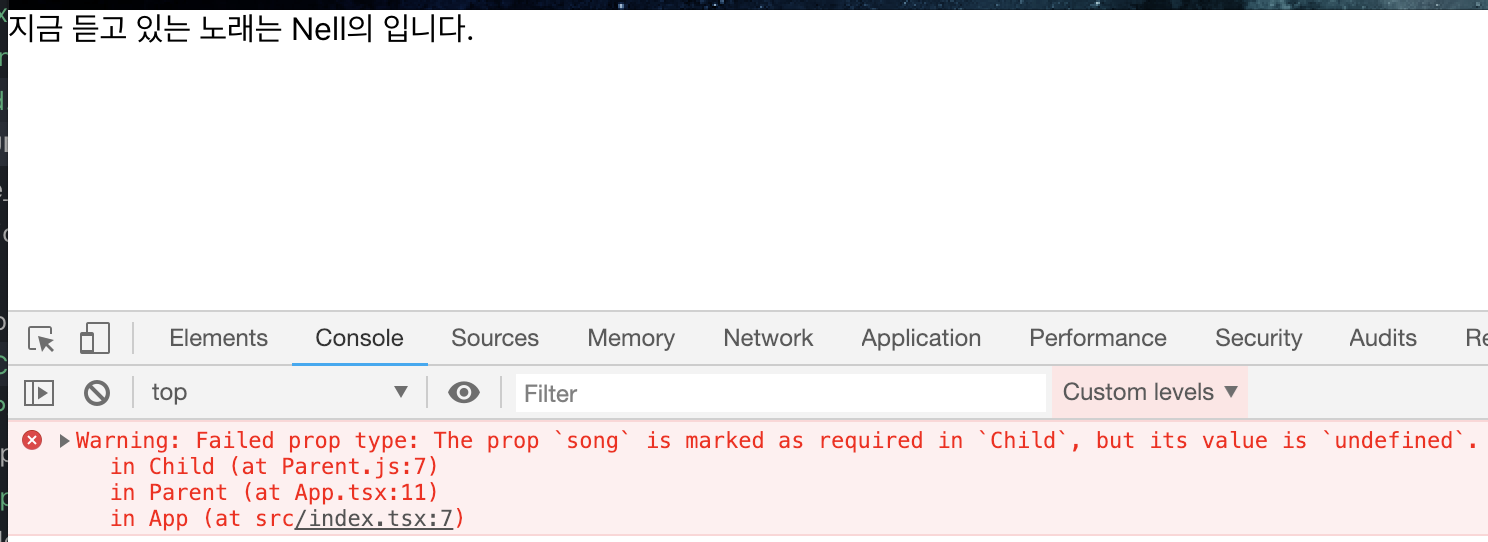 지금 듣고 있는 노래는 Nell의 입니다.
Elements Console Sources Memory Network Application Performance Security Audits
top ▼ Filter Custom levels ▼
Warning: Failed prop type: The prop `song` is marked as required in `Child`, but its value is `undefined`.
in Child (at Parent.js:7)
in Parent (at App.tsx:11)
in App (at src/index.tsx:7)